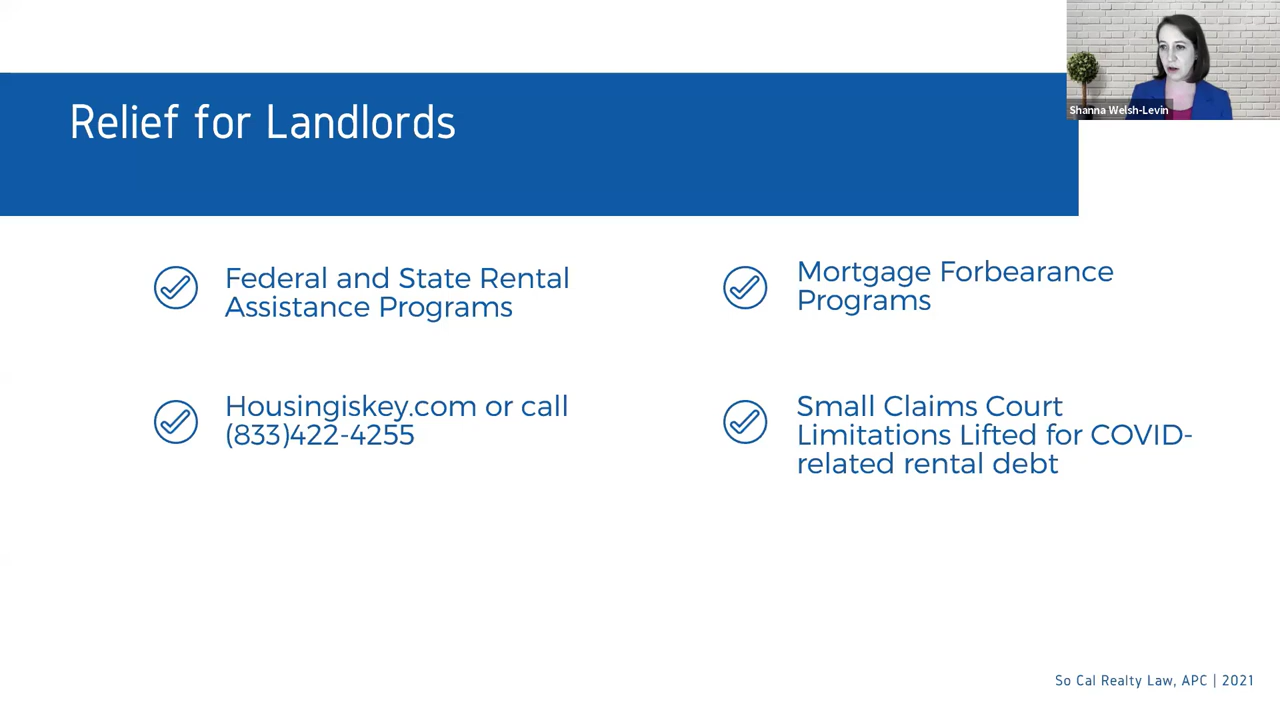 Shanna Welsh-Levin
Relief for Landlords
Federal and State Rental
Assistance Programs
Housingiskey.com or call
(833)422-4255
Mortgage Forbearance
Programs
Small Claims Court
Limitations Lifted for COVID-
related rental debt
So Cal Realty Law, APC | 2021